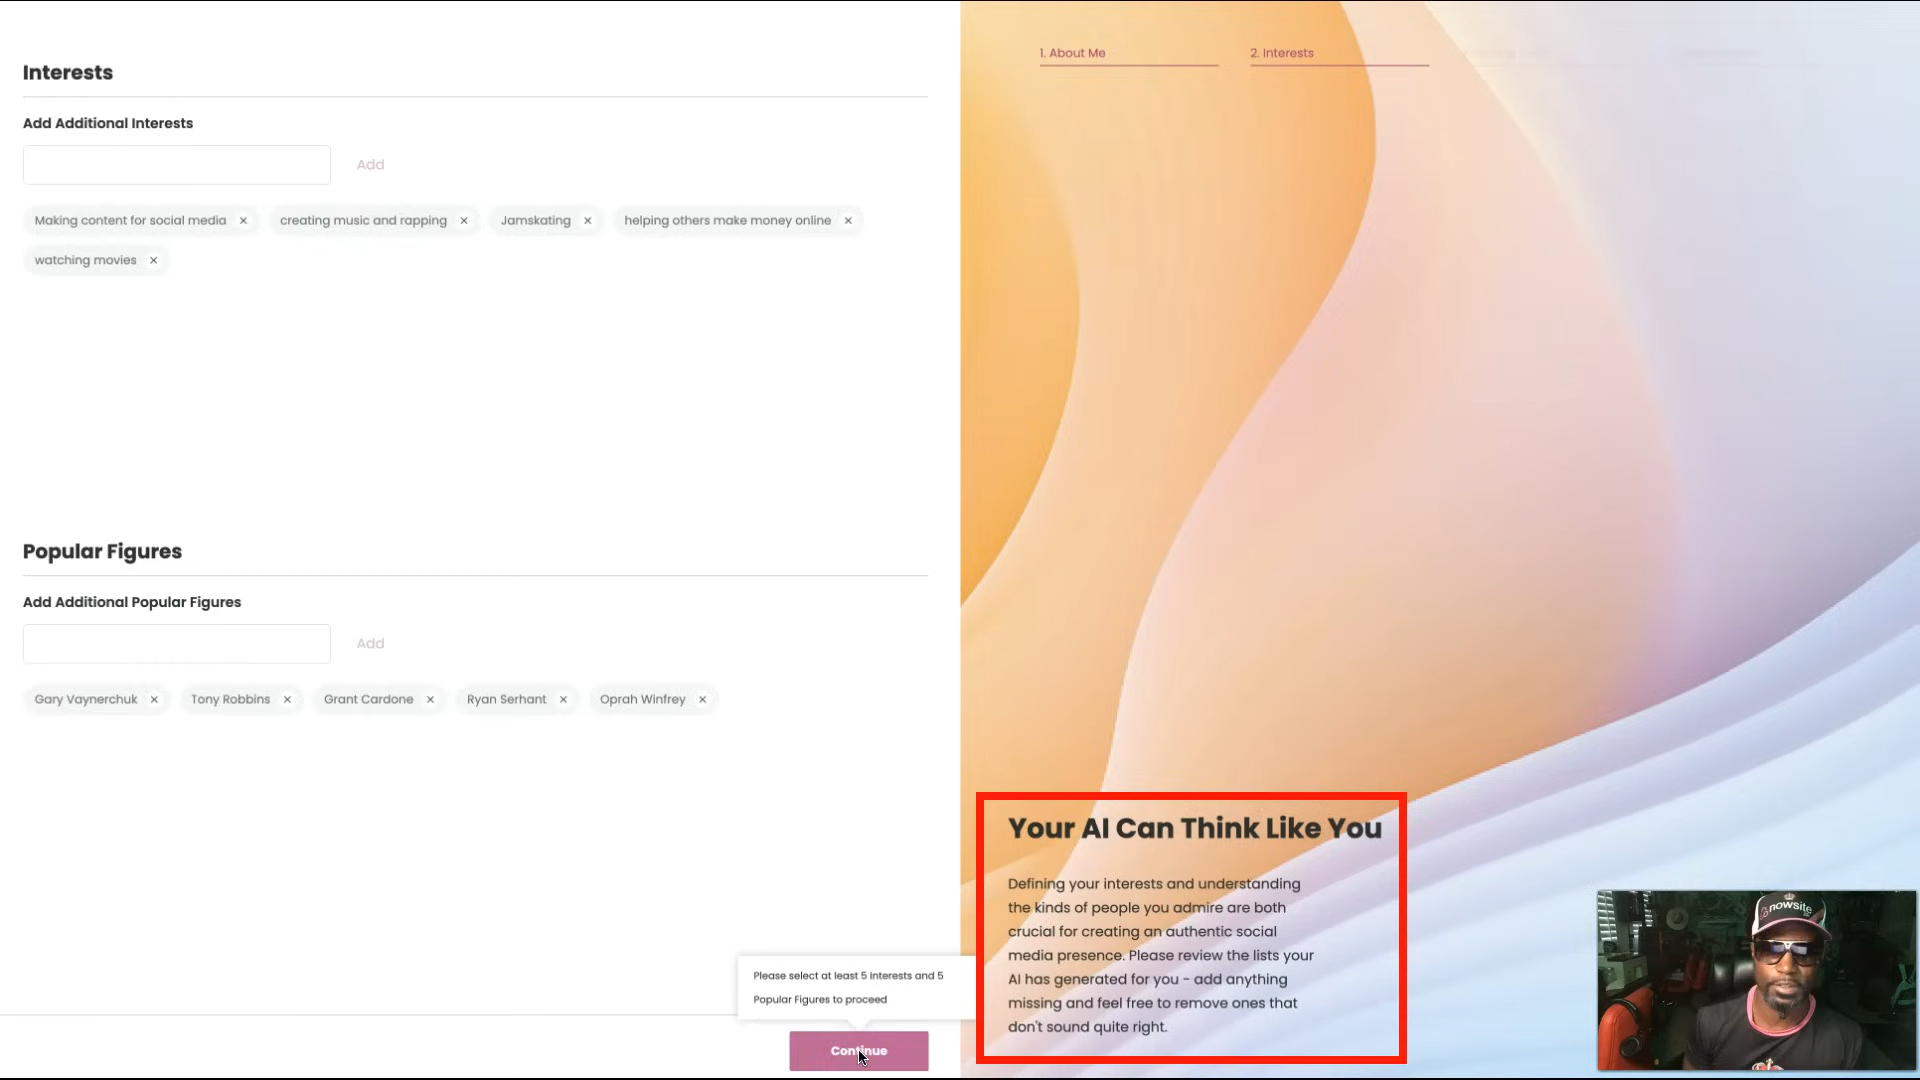 1. About Me
2. Interests
Interests
Add Additional Interests
Add
Making content for social media × creating music and rapping × Jamskating × helping others make money online ×
watching movies ×
Popular Figures
Add Additional Popular Figures
Add
Gary Vaynerchuk × Tony Robbins × Grant Cardone × Ryan Serhant × Oprah Winfrey ×
Please select at least 5 Interests and 5
Popular Figures to proceed
Continue
Your AI Can Think Like You
Defining your interests and understanding
the kinds of people you admire are both
crucial for creating an authentic social
media presence. Please review the lists your
AI has generated for you - add anything
missing and feel free to remove ones that
don't sound quite right.
nowsite